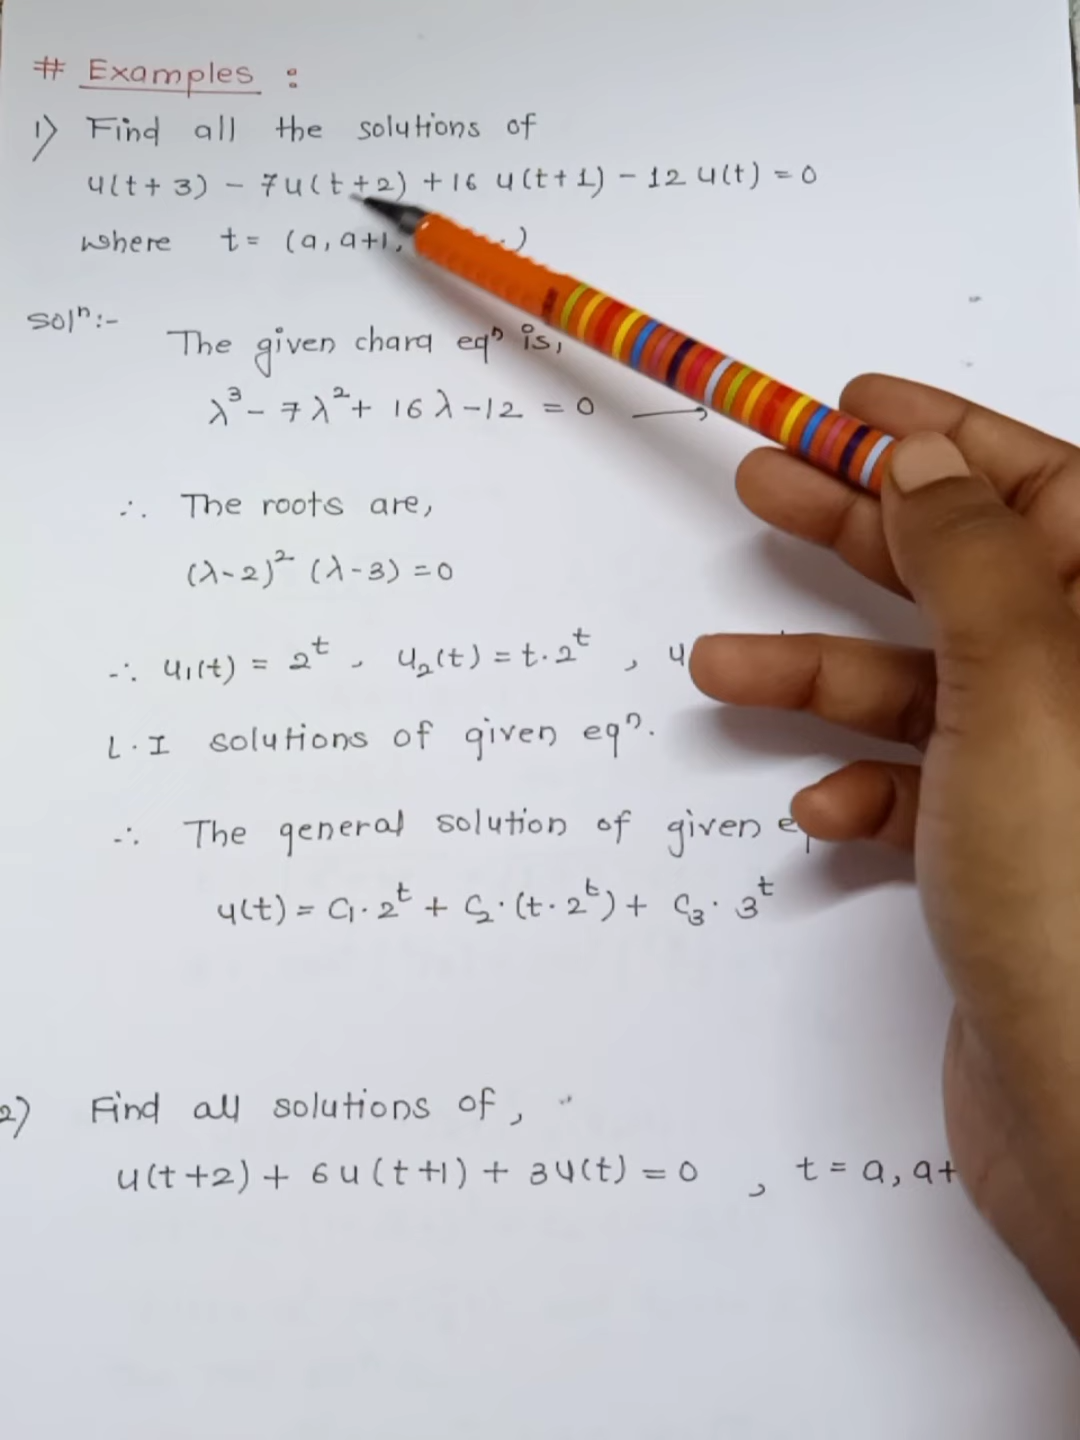 # Examples :
1) Find all the solutions of
u(t+3) - 7u(t+2) + 16 u(t+1) - 12 u(t) = 0
where t = (a, a+1, . .)
Solⁿ:-
The given chara eqⁿ is,
λ³ - 7λ² + 16λ - 12 = 0 →
∴ The roots are,
(λ-2)² (λ-3) = 0
∴ u₁(t) = 2ᵗ , u₂(t) = t·2ᵗ , u
L.I solutions of given eqⁿ.
∴ The general solution of given
u(t) = C₁·2ᵗ + C₂·(t·2ᵗ) + C₃·3ᵗ
2) Find all solutions of,
u(t+2) + 6u(t+1) + 3u(t) = 0 , t = a, a+